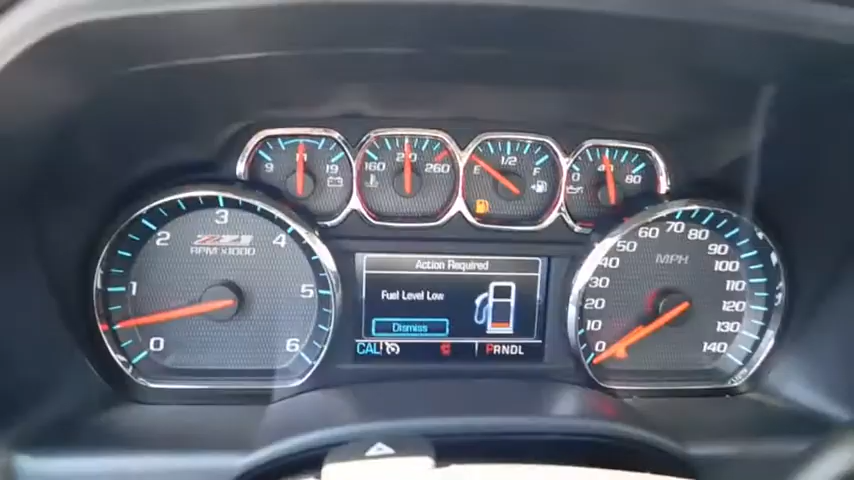 9 11 19
160 210 260
E 1/2 F
0 40 80
Z71
RPM x1000
0 1 2 3 4 5 6
Action Required
Fuel Level Low
Dismiss
CAL! PRNDL
MPH
0 10 20 30 40 50 60 70 80 90 100 110 120 130 140